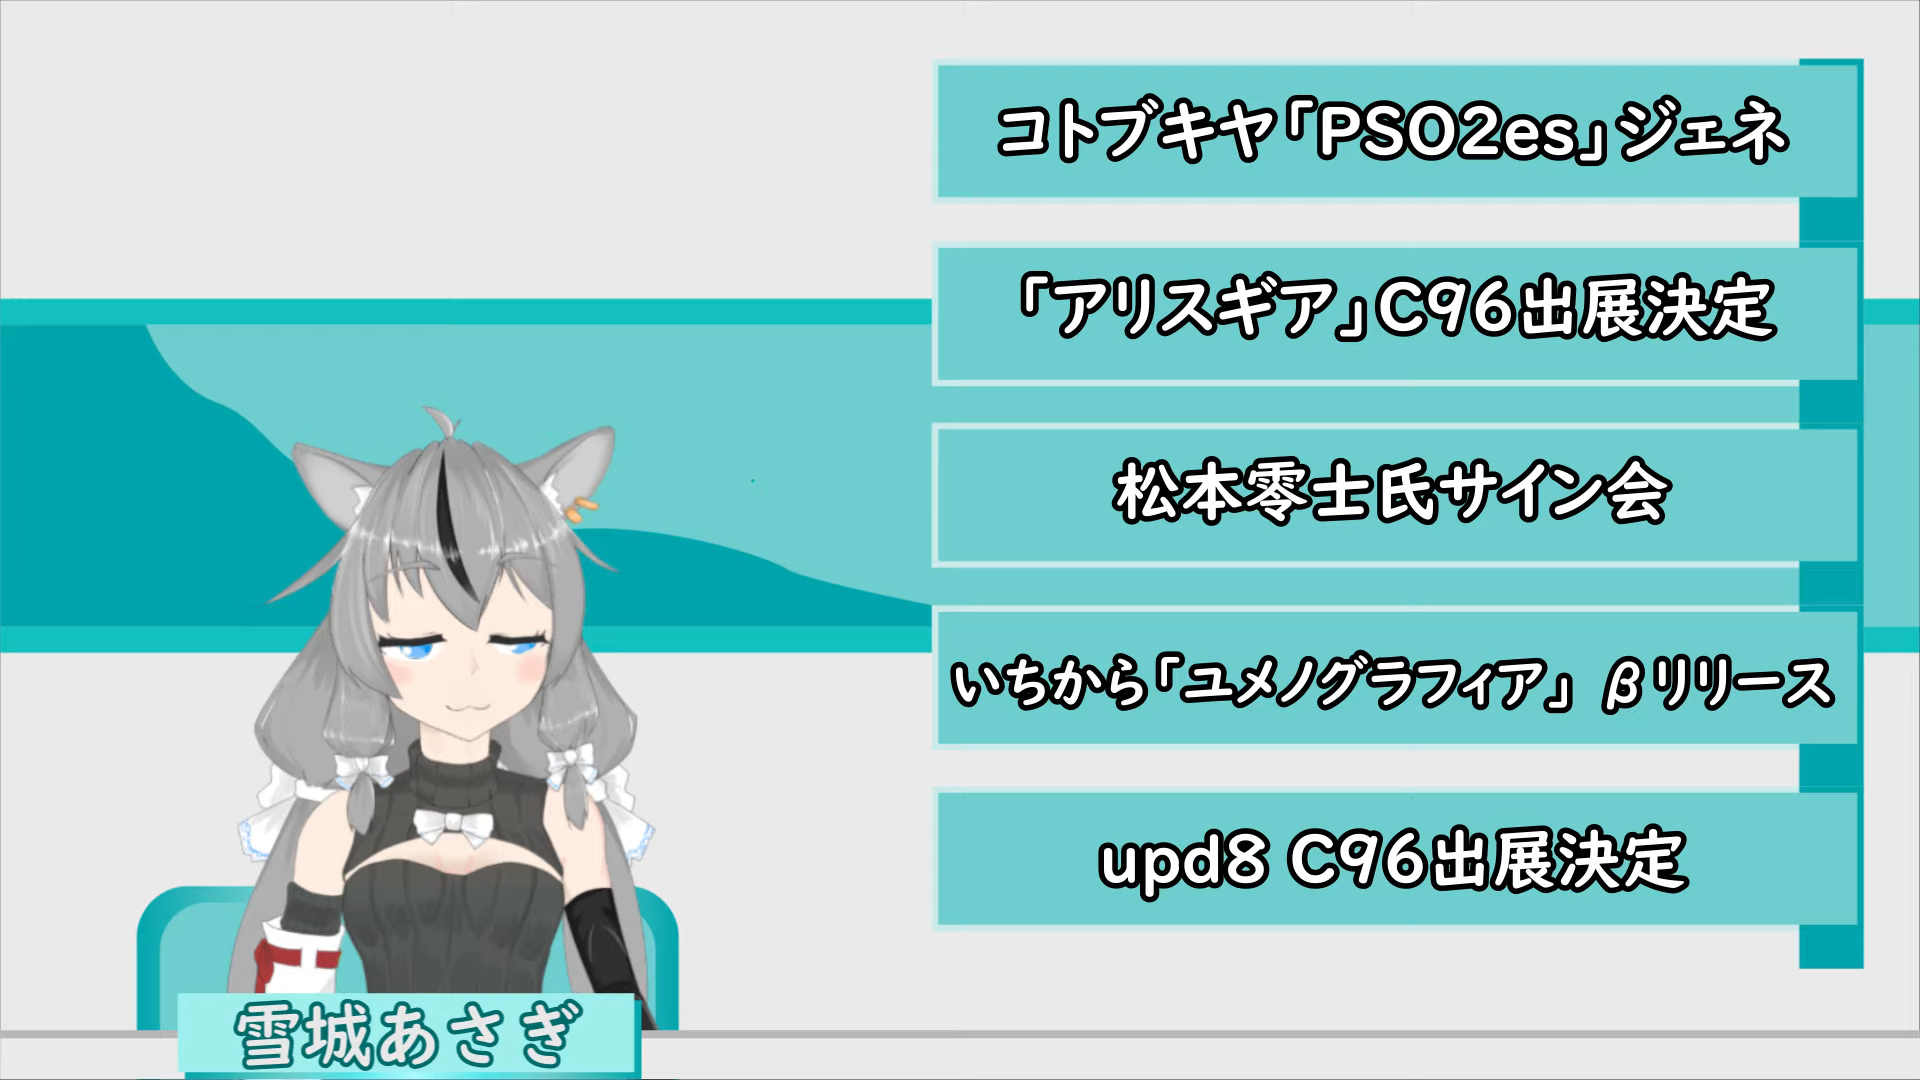 コトブキヤ「PSO2es」ジェネ
「アリスギア」C96出展決定
松本零士氏サイン会
いちから「ユメノグラフィア」 βリリース
upd8 C96出展決定
雪城あさぎ